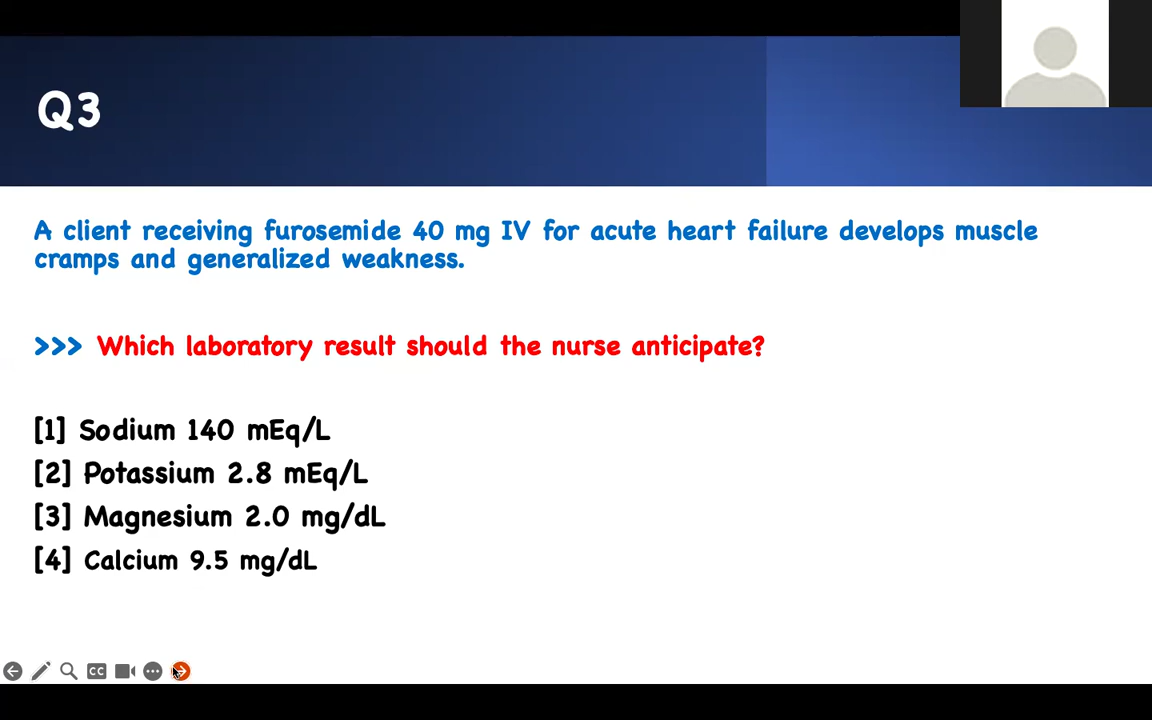 Q3
A client receiving furosemide 40 mg IV for acute heart failure develops muscle
cramps and generalized weakness.
>>> Which laboratory result should the nurse anticipate?
[1] Sodium 140 mEq/L
[2] Potassium 2.8 mEq/L
[3] Magnesium 2.0 mg/dL
[4] Calcium 9.5 mg/dL
CC